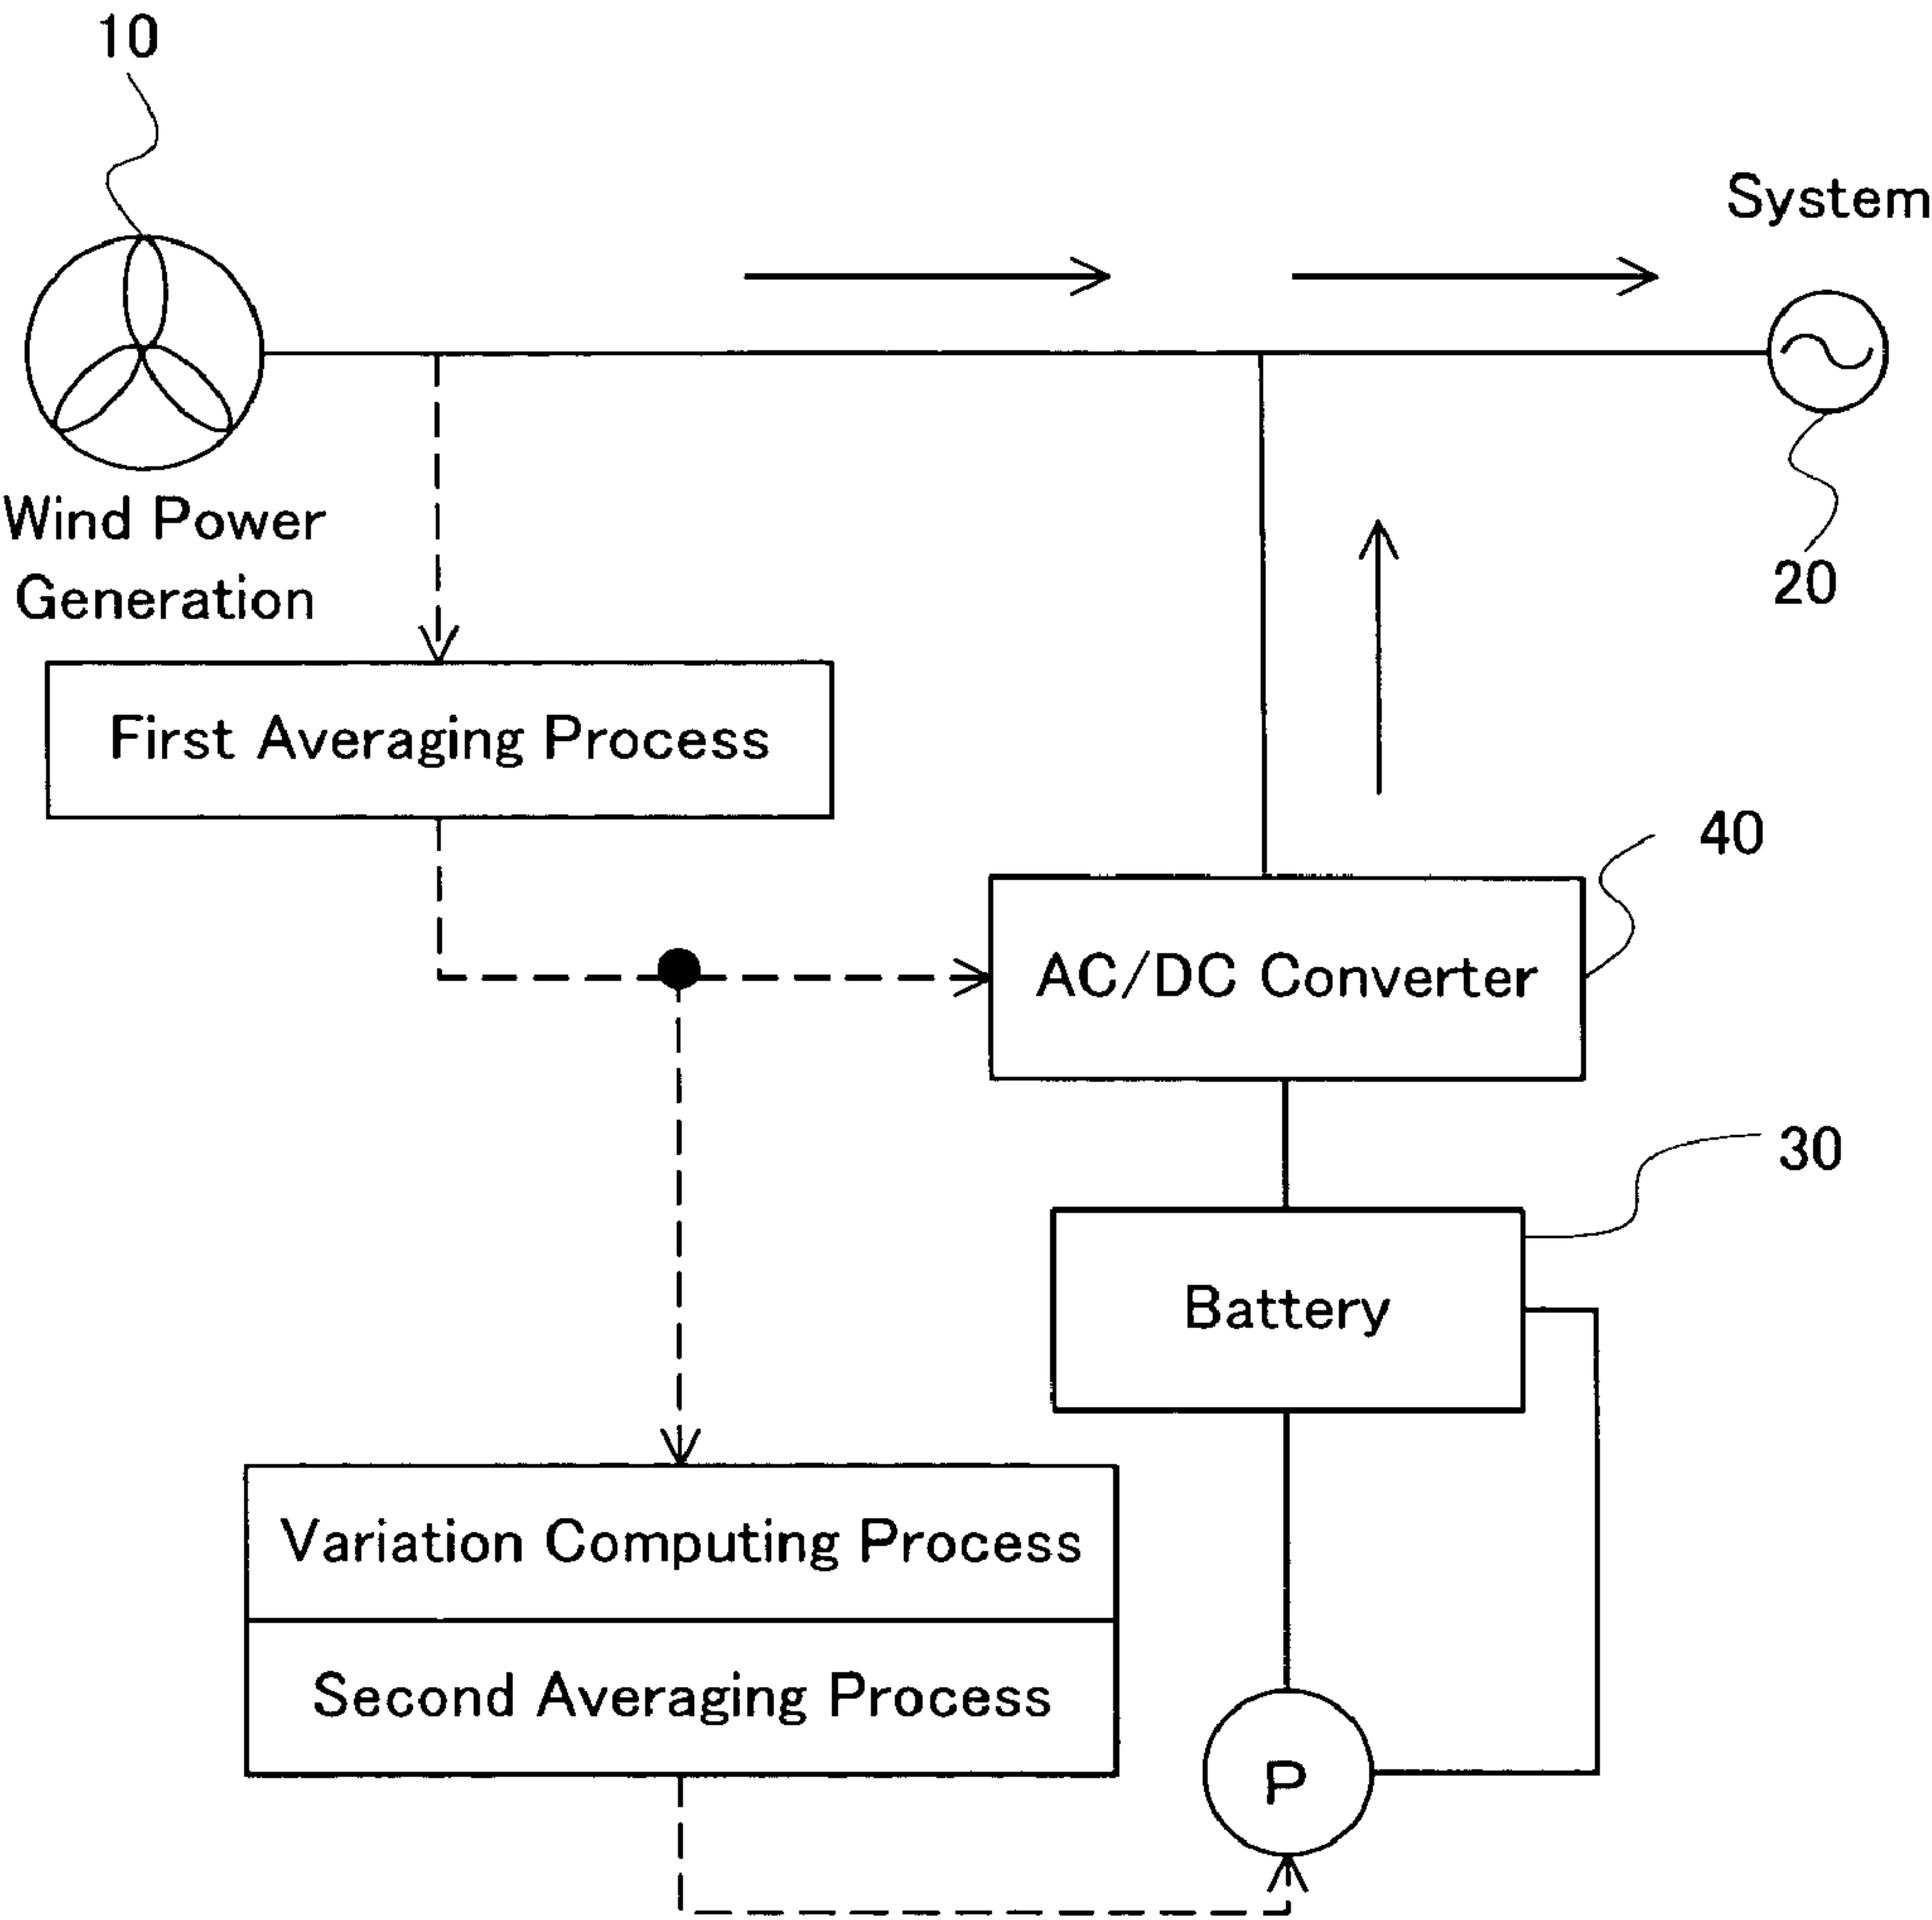 10
System
Wind Power
Generation
20
First Averaging Process
40
AC/DC Converter
30
Battery
Variation Computing Process
Second Averaging Process
P